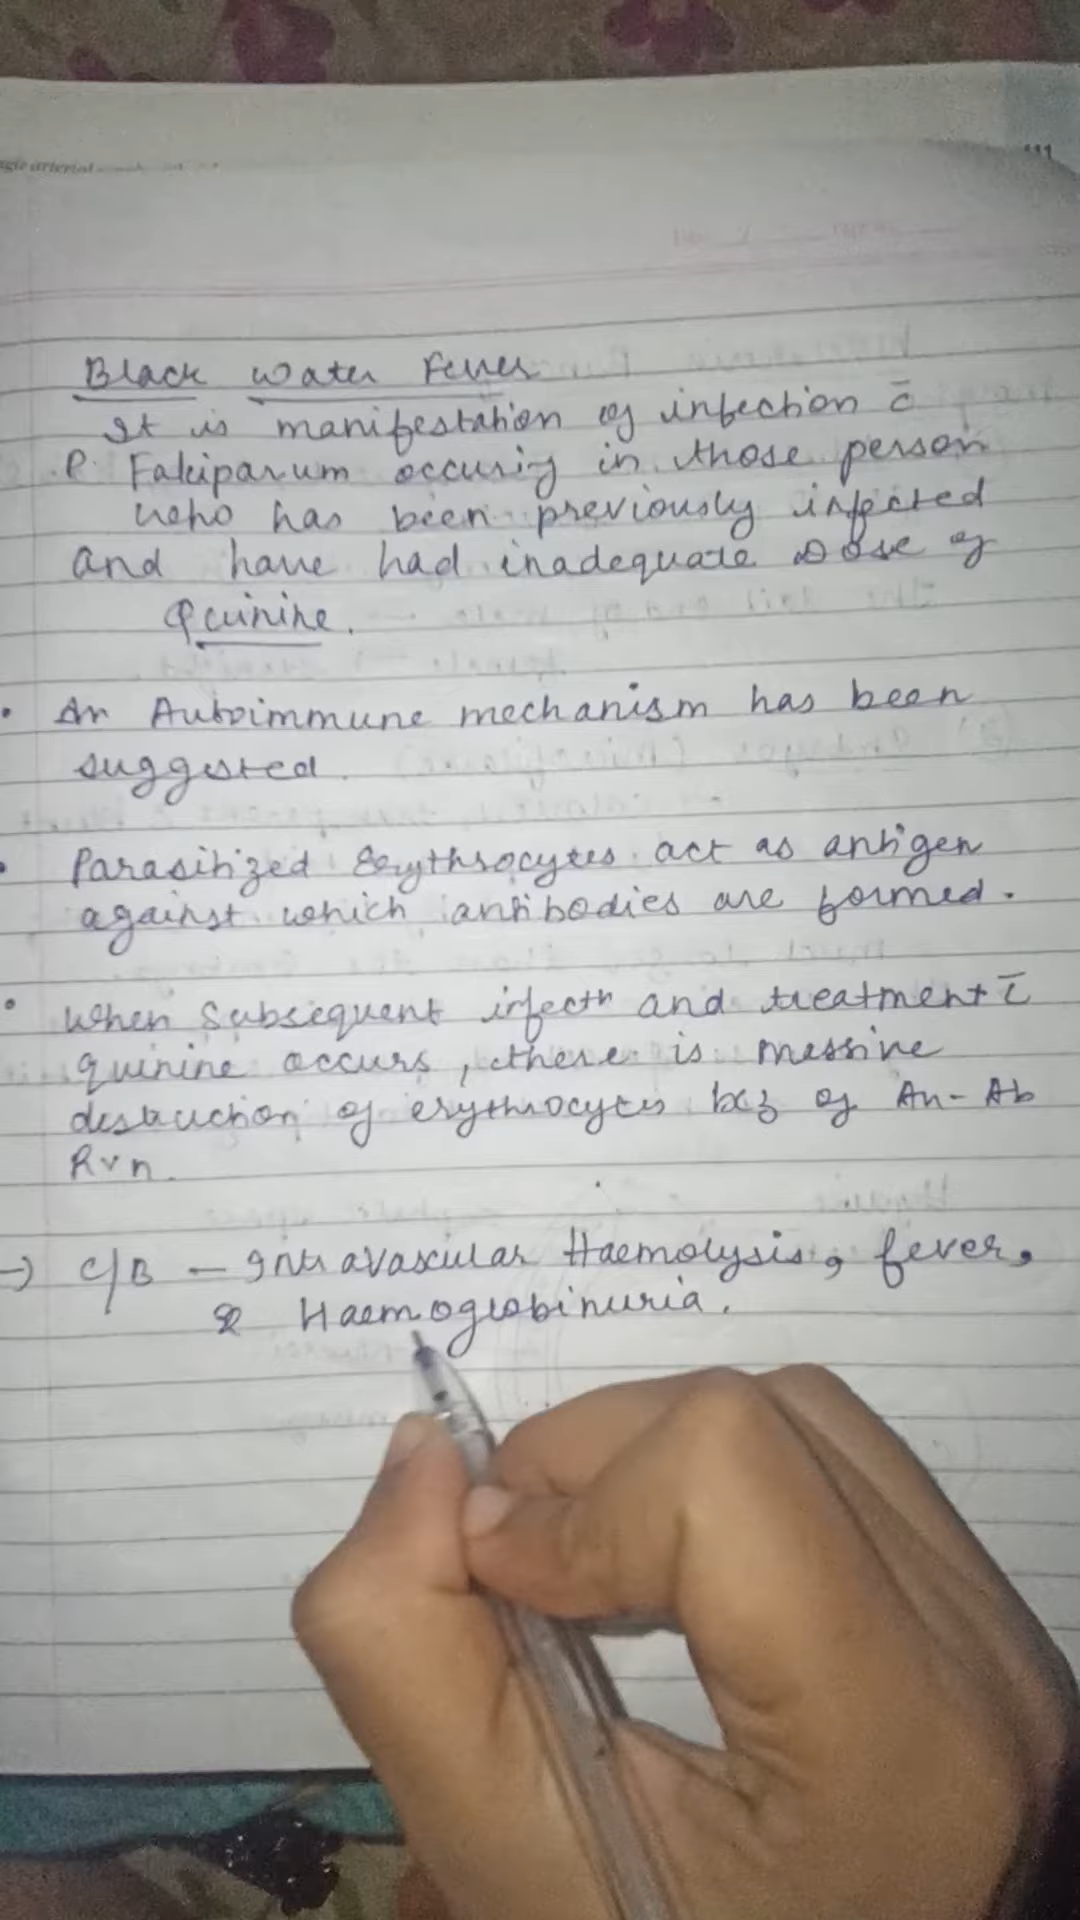 111
Black Water Fever
It is manifestation of infection c̄
P. Falciparum occuring in those person
who has been previously infected
and have had inadequate Dose of
Quinine.
• An Autoimmune mechanism has been
suggested.
• Parasitized Erythrocytes act as antigen
against which antibodies are formed.
• When Subsequent infectn and treatment c̄
quinine occurs, there is massive
destruction of erythrocytes bcz of An-Ab
Rxn.
→ C/B - Intravascular Haemolysis, fever,
& Haemoglobinuria.